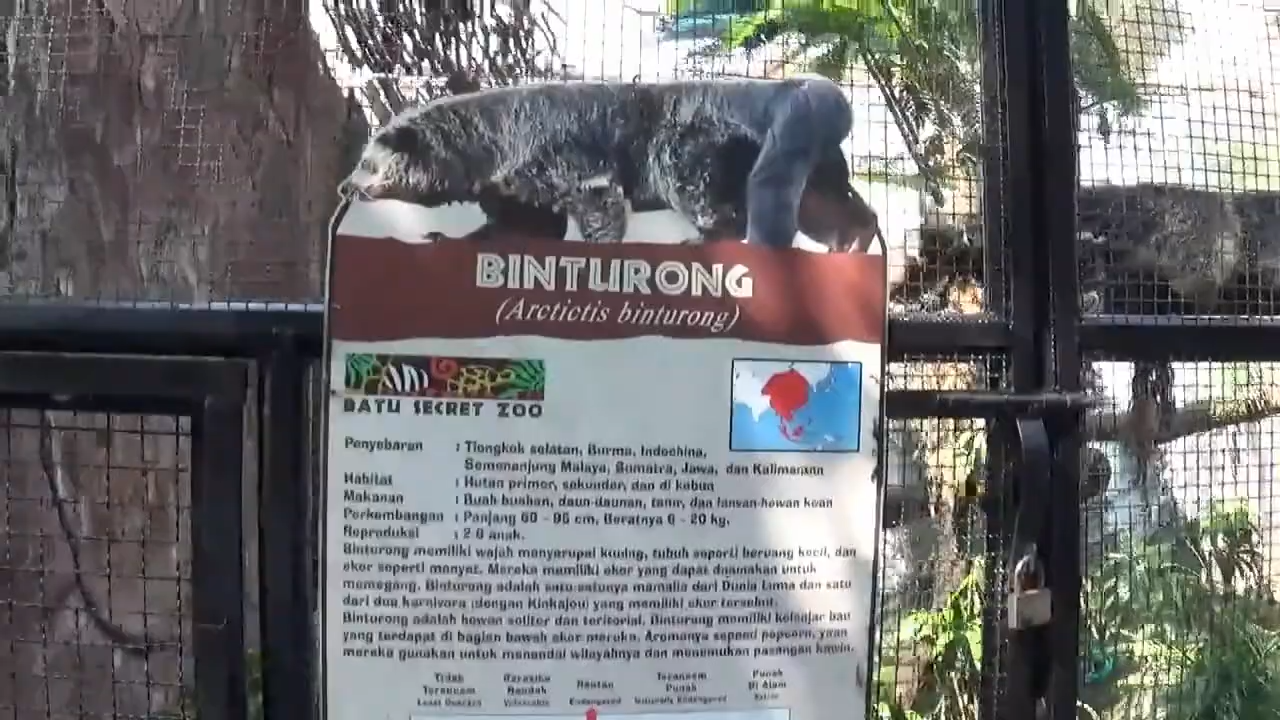 BINTURONG
(Arctictis binturong)
BATU SECRET ZOO
Penyebaran : Tiongkok selatan, Burma, Indochina,
Semenanjung Malaya, Sumatra, Jawa, dan Kalimantan
Habitat : Hutan primer, sekunder, dan di kebun
Makanan : Buah-buahan, daun-daunan, telur, dan hewan-hewan kecil
Perkembangan : Panjang 60 - 96 cm, Beratnya 6 - 20 kg.
Reproduksi : 2-6 anak.
Binturong memiliki wajah menyerupai kucing, tubuh seperti beruang kecil, dan
ekor seperti monyet. Mereka memiliki ekor yang dapat digunakan untuk
memegang. Binturong adalah satu-satunya mamalia dari Dunia lama dan satu
dari dua karnivora (dengan Kinkajou) yang memiliki ekor tersebut.
Binturong adalah hewan soliter dan teritorial. Binturong memiliki kelenjar bau
yang terdapat di bagian bawah ekor mereka. Aromanya seperti popcorn, yang
mereka gunakan untuk menandai wilayahnya dan menemukan pasangan kawin.
Tidak
Terancam
Least Concern
Rendah
Vulnerable
Rentan
Endangered
Terancam
Punah
Punah
Di Alam